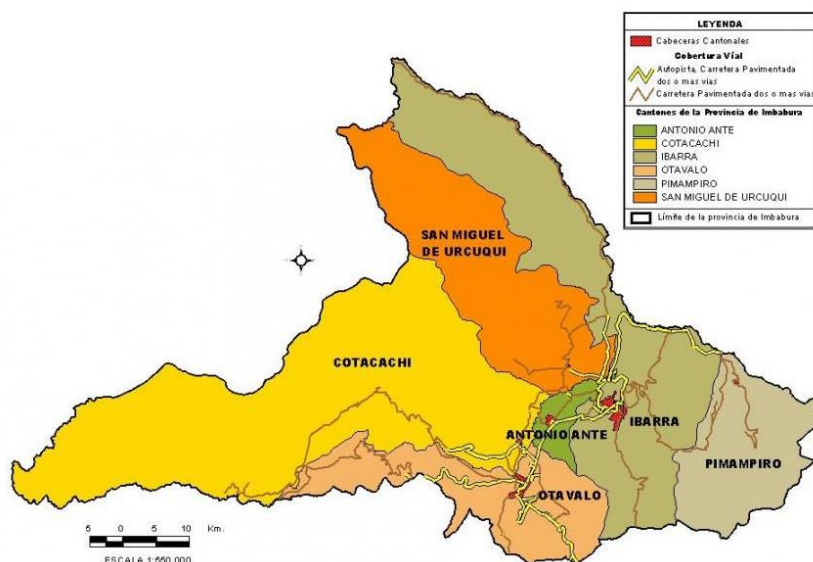 LEYENDA
Cabeceras Cantonales
Cobertura Víal
Autopista, Carretera Pavimentada
dos o mas vias
Carretera Pavimentada dos o mas vias
Cantones de la Provincia de Imbabura
ANTONIO ANTE
COTACACHI
IBARRA
OTAVALO
PIMAMPIRO
SAN MIGUEL DE URCUQUI
Límite de la provincia de Imbabura
SAN MIGUEL
DE URCUQUI
COTACACHI
ANTONIO ANTE
IBARRA
PIMAMPIRO
OTAVALO
5 0 5 10 Km.
ESCALA 1:550.000